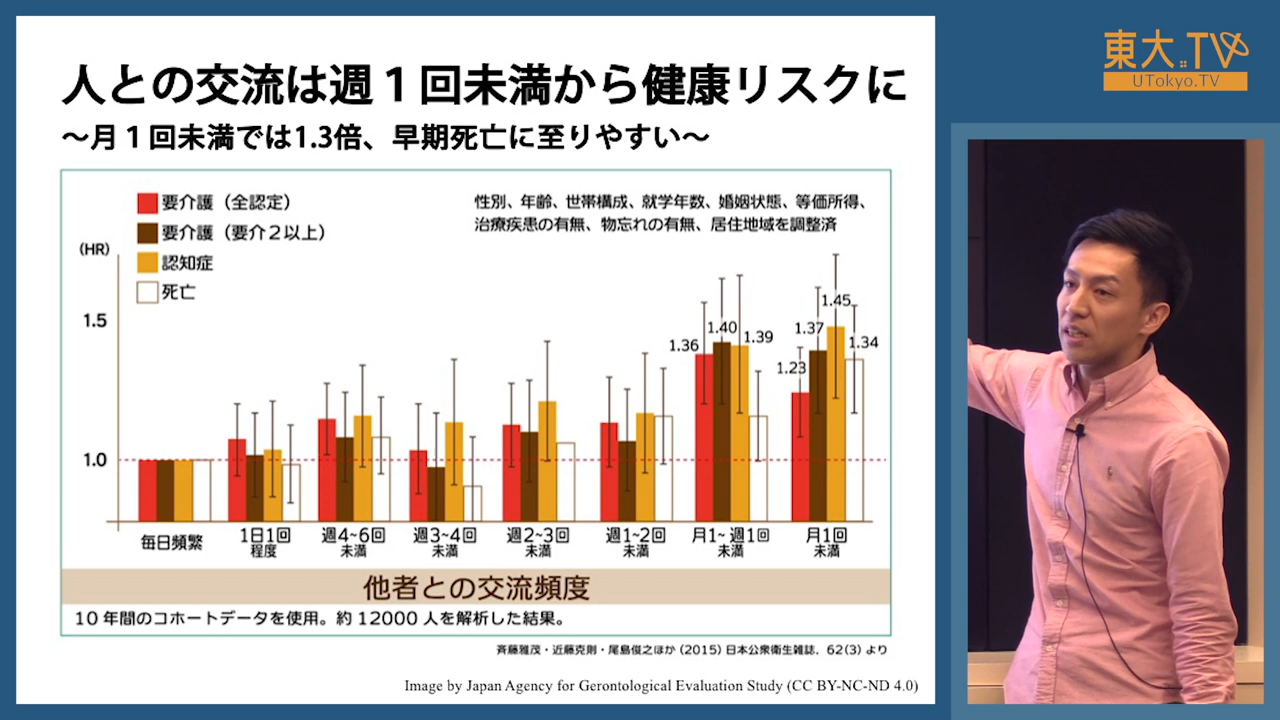 人との交流は週１回未満から健康リスクに
～月１回未満では1.3倍、早期死亡に至りやすい～
要介護（全認定）
要介護（要介２以上）
認知症
死亡
性別、年齢、世帯構成、就学年数、婚姻状態、等価所得、
治療疾患の有無、物忘れの有無、居住地域を調整済
(HR)
1.5
1.0
1.36
1.40
1.39
1.23
1.37
1.45
1.34
毎日頻繁
1日1回
程度
週4~6回
未満
週3~4回
未満
週2~3回
未満
週1~2回
未満
月1~ 週1回
未満
月1回
未満
他者との交流頻度
10 年間のコホートデータを使用。約 12000 人を解析した結果。
斉藤雅茂・近藤克則・尾島俊之ほか (2015) 日本公衆衛生雑誌．62(3) より
Image by Japan Agency for Gerontological Evaluation Study (CC BY-NC-ND 4.0)
東大TV
UTokyo.TV